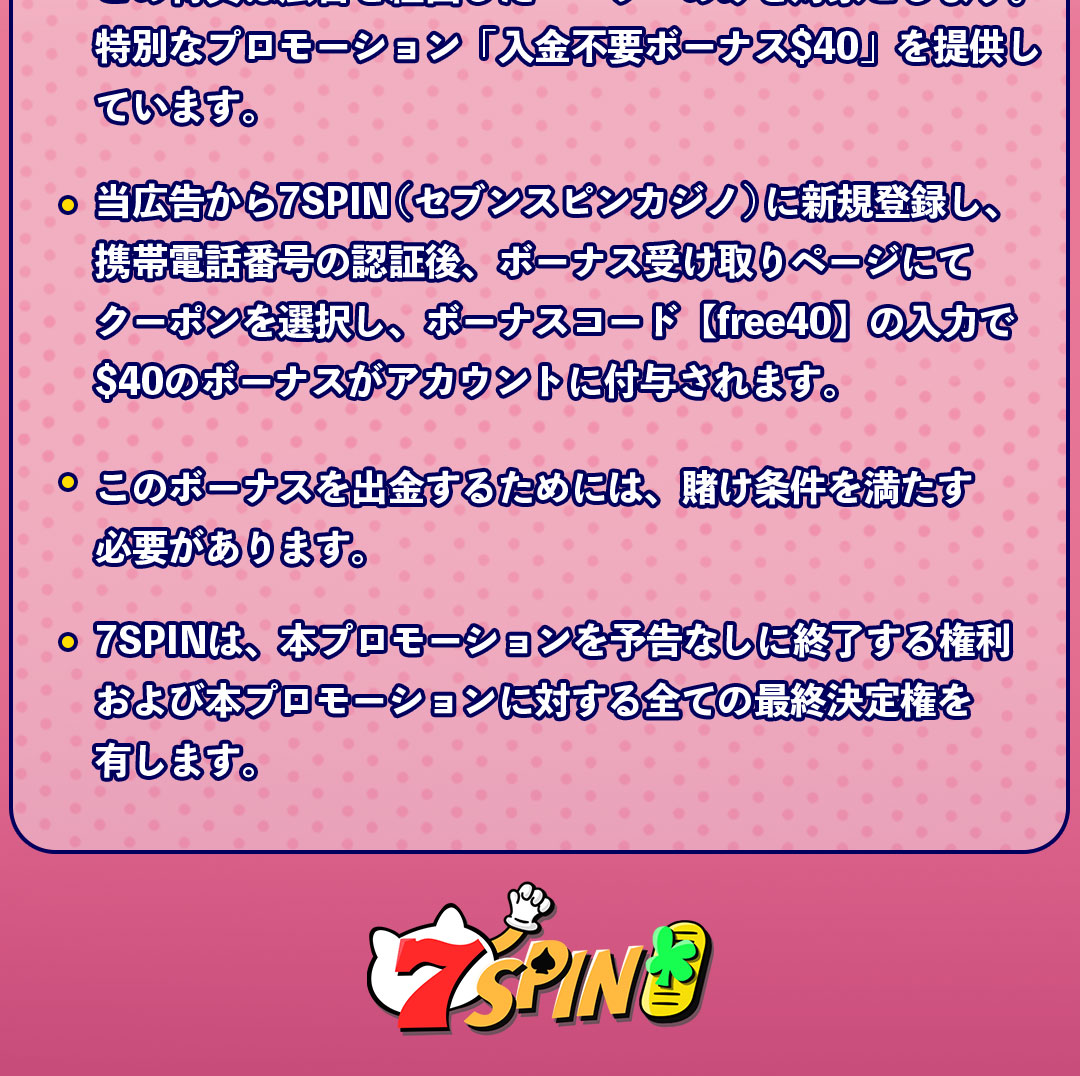 特別なプロモーション「入金不要ボーナス$40」を提供し
ています。
当広告から7SPIN（セブンスピンカジノ）に新規登録し、
携帯電話番号の認証後、ボーナス受け取りページにて
クーポンを選択し、ボーナスコード【free40】の入力で
$40のボーナスがアカウントに付与されます。
このボーナスを出金するためには、賭け条件を満たす
必要があります。
7SPINは、本プロモーションを予告なしに終了する権利
および本プロモーションに対する全ての最終決定権を
有します。
7SPIN